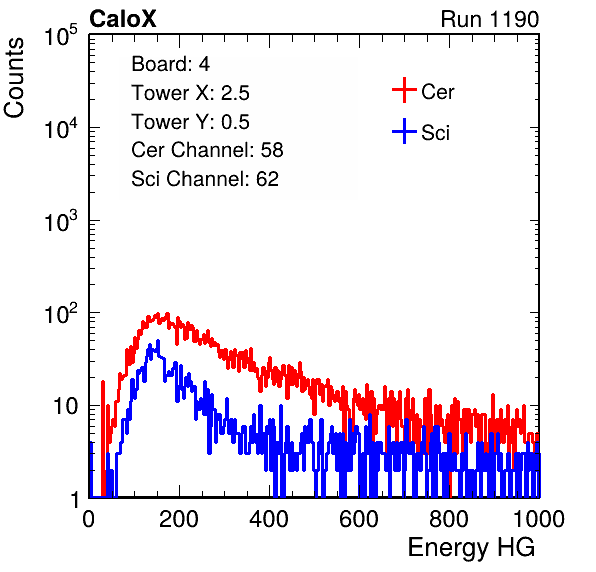 CaloX Run 1190
Counts
10^5
10^4
10^3
10^2
10
1
Board: 4
Tower X: 2.5
Tower Y: 0.5
Cer Channel: 58
Sci Channel: 62
Cer
Sci
0 200 400 600 800 1000
Energy HG